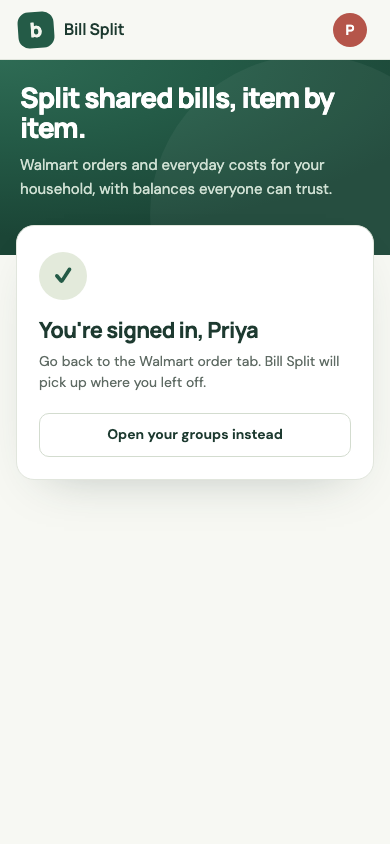 b
Bill Split
P
Split shared bills, item by
item.
Walmart orders and everyday costs for your
household, with balances everyone can trust.
You're signed in, Priya
Go back to the Walmart order tab. Bill Split will
pick up where you left off.
Open your groups instead